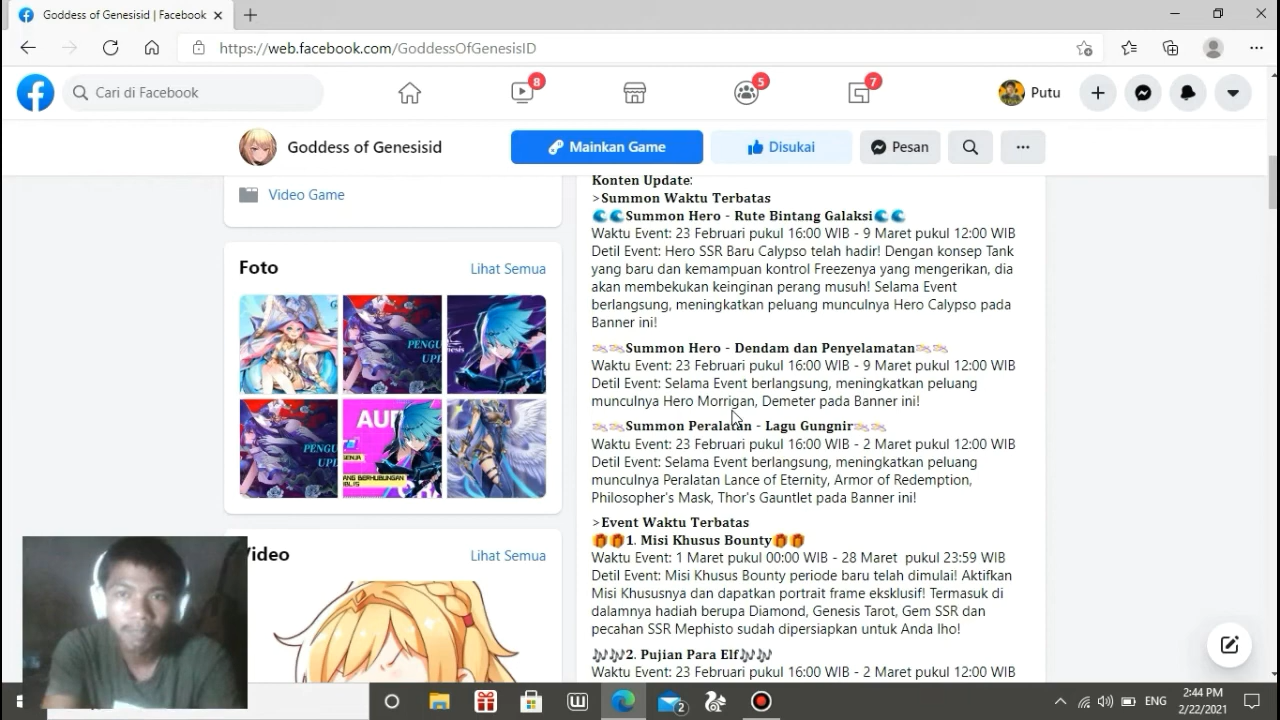 Goddess of Genesisid | Facebook
https://web.facebook.com/GoddessOfGenesisID
Cari di Facebook
8
5
7
Putu
Goddess of Genesisid
Mainkan Game
Disukai
Pesan
Video Game
Foto
Lihat Semua
PENGU
UPD
PENGU
UPD
AUD
ENJA
ANG BERHUBUNGAN
Video
Lihat Semua
Konten Update:
>Summon Waktu Terbatas
🌊🌊Summon Hero - Rute Bintang Galaksi🌊🌊
Waktu Event: 23 Februari pukul 16:00 WIB - 9 Maret pukul 12:00 WIB
Detil Event: Hero SSR Baru Calypso telah hadir! Dengan konsep Tank
yang baru dan kemampuan kontrol Freezenya yang mengerikan, dia
akan membekukan keinginan perang musuh! Selama Event
berlangsung, meningkatkan peluang munculnya Hero Calypso pada
Banner ini!
Summon Hero - Dendam dan Penyelamatan
Waktu Event: 23 Februari pukul 16:00 WIB - 9 Maret pukul 12:00 WIB
Detil Event: Selama Event berlangsung, meningkatkan peluang
munculnya Hero Morrigan, Demeter pada Banner ini!
Summon Peralatan - Lagu Gungnir
Waktu Event: 23 Februari pukul 16:00 WIB - 2 Maret pukul 12:00 WIB
Detil Event: Selama Event berlangsung, meningkatkan peluang
munculnya Peralatan Lance of Eternity, Armor of Redemption,
Philosopher's Mask, Thor's Gauntlet pada Banner ini!
>Event Waktu Terbatas
🎁🎁1. Misi Khusus Bounty🎁🎁
Waktu Event: 1 Maret pukul 00:00 WIB - 28 Maret pukul 23:59 WIB
Detil Event: Misi Khusus Bounty periode baru telah dimulai! Aktifkan
Misi Khususnya dan dapatkan portrait frame eksklusif! Termasuk di
dalamnya hadiah berupa Diamond, Genesis Tarot, Gem SSR dan
pecahan SSR Mephisto sudah dipersiapkan untuk Anda lho!
🎶🎶2. Pujian Para Elf🎶🎶
Waktu Event: 23 Februari pukul 16:00 WIB - 2 Maret pukul 12:00 WIB
2
ENG
2:44 PM
2/22/2021